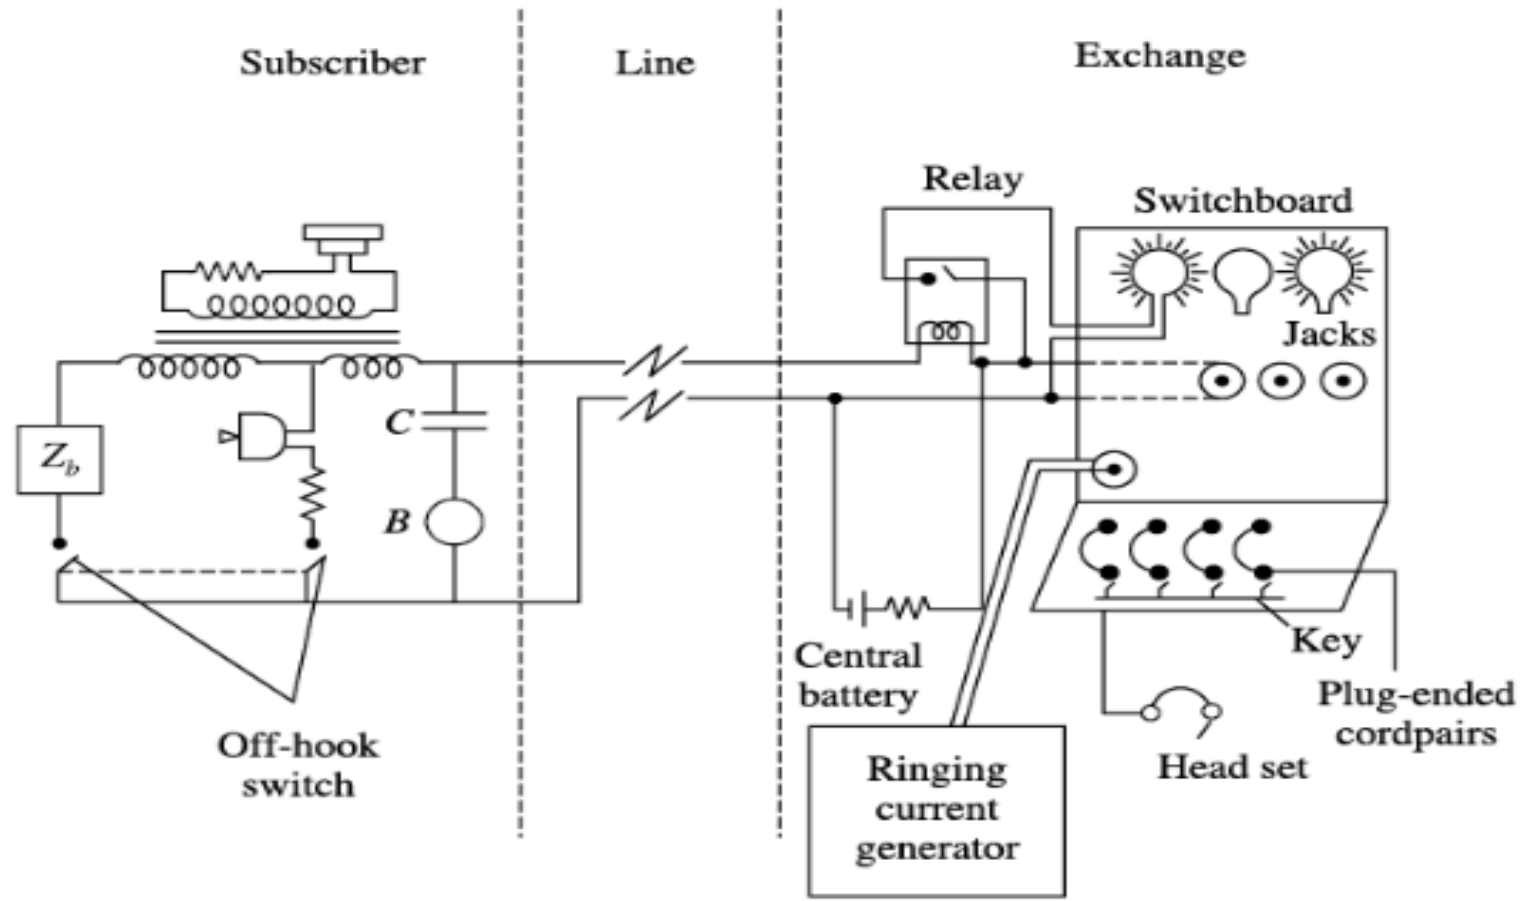 Subscriber
Line
Exchange
Relay
Switchboard
Jacks
C
Z_b
B
Central
battery
Key
Plug-ended
cordpairs
Off-hook
switch
Head set
Ringing
current
generator